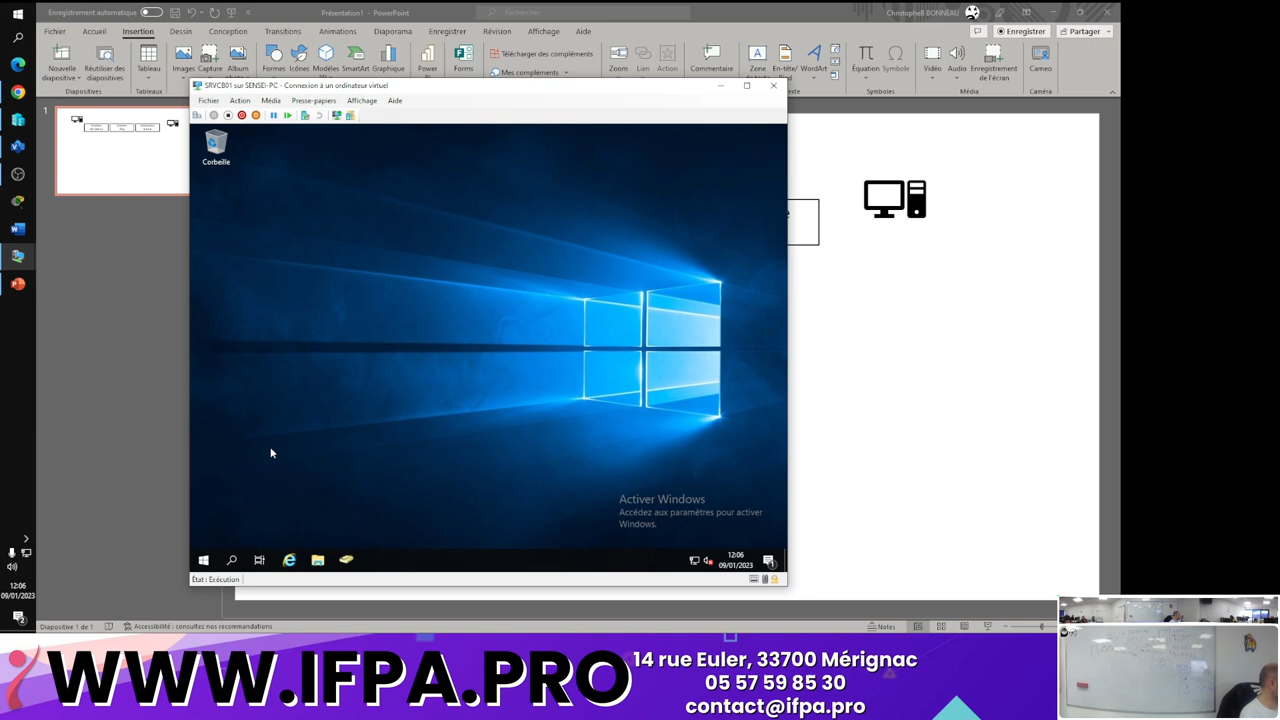 Enregistrement automatique
Présentation1 - PowerPoint
Rechercher
ChristopheB BONNEAU
Fichier
Accueil
Insertion
Dessin
Conception
Transitions
Animations
Diaporama
Enregistrer
Révision
Affichage
Aide
Enregistrer
Partager
Nouvelle diapositive
Réutiliser des diapositives
Tableau
Images
Capture
Album
Formes
Icônes
Modèles
SmartArt
Graphique
Power
Forms
Télécharger des compléments
Mes compléments
Zoom
Lien
Action
Commentaire
Zone
En-tête/
WordArt
Équation
Symbole
Vidéo
Audio
Enregistrement de l'écran
Cameo
Diapositives
Tableaux
Symboles
Média
Caméra
1
SRVCB01 sur SENSEI-PC - Connexion à un ordinateur virtuel
Fichier
Action
Média
Presse-papiers
Affichage
Aide
Corbeille
Activer Windows
Accédez aux paramètres pour activer
Windows.
12:06
09/01/2023
État : Exécution
12:06
09/01/2023
Diapositive 1 de 1
Accessibilité : consultez nos recommandations
Notes
WWW.IFPA.PRO
14 rue Euler, 33700 Mérignac
05 57 59 85 30
contact@ifpa.pro